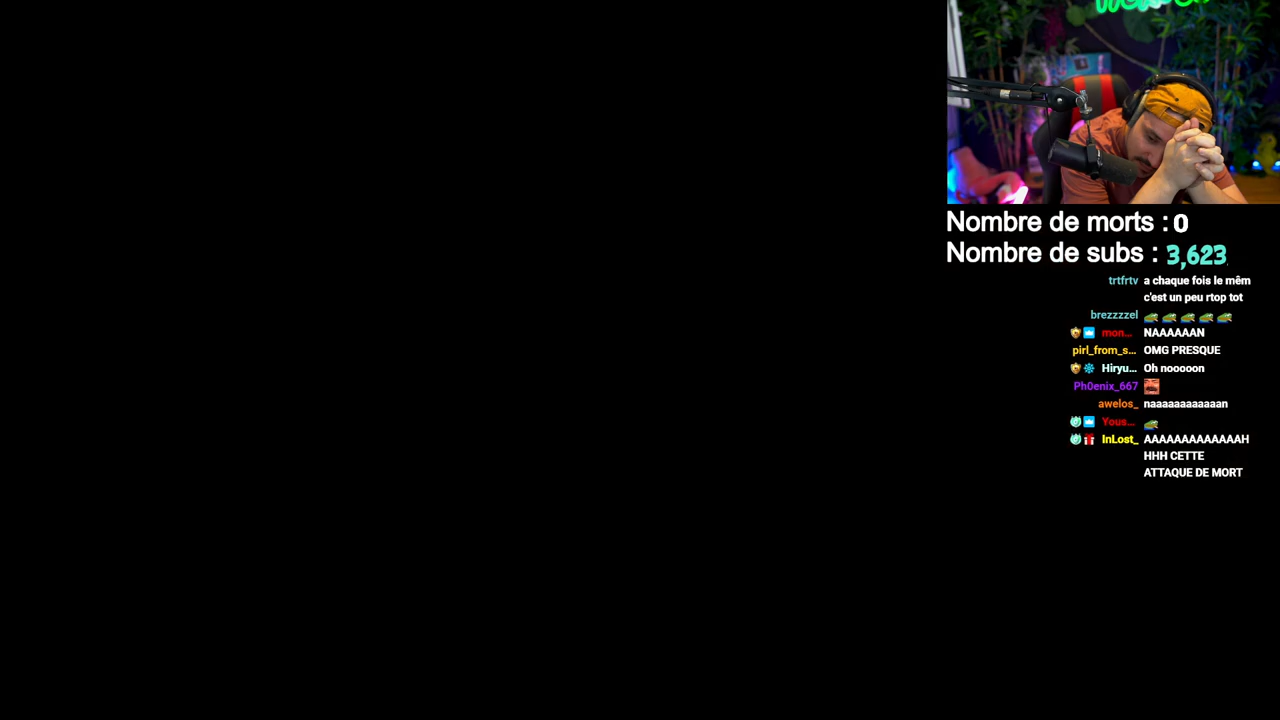 Nombre de morts : 0
Nombre de subs : 3,623
trtfrtv a chaque fois le mêm
c'est un peu rtop tot
brezzzzel
mon... NAAAAAAN
pirl_from_s... OMG PRESQUE
Hiryu... Oh nooooon
Ph0enix_667
awelos_ naaaaaaaaaaaan
Yous...
InLost_ AAAAAAAAAAAAAH
HHH CETTE
ATTAQUE DE MORT